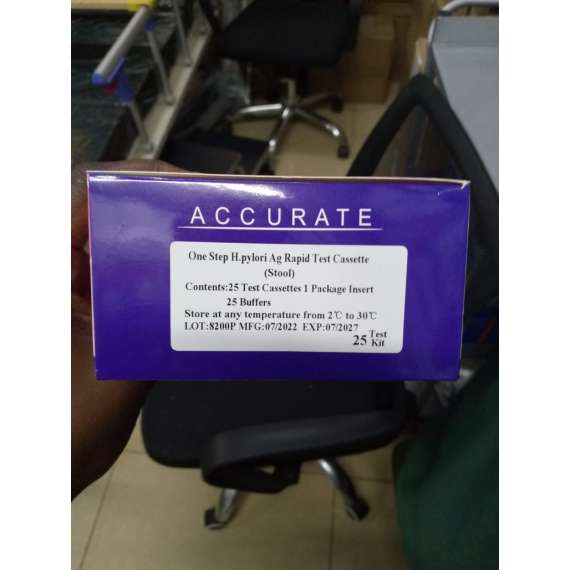 ACCURATE
One Step H.pylori Ag Rapid Test Cassette
(Stool)
Contents:25 Test Cassettes 1 Package Insert
25 Buffers
Store at any temperature from 2℃ to 30℃
LOT:8200P MFG:07/2022 EXP:07/2027
25 Test Kit